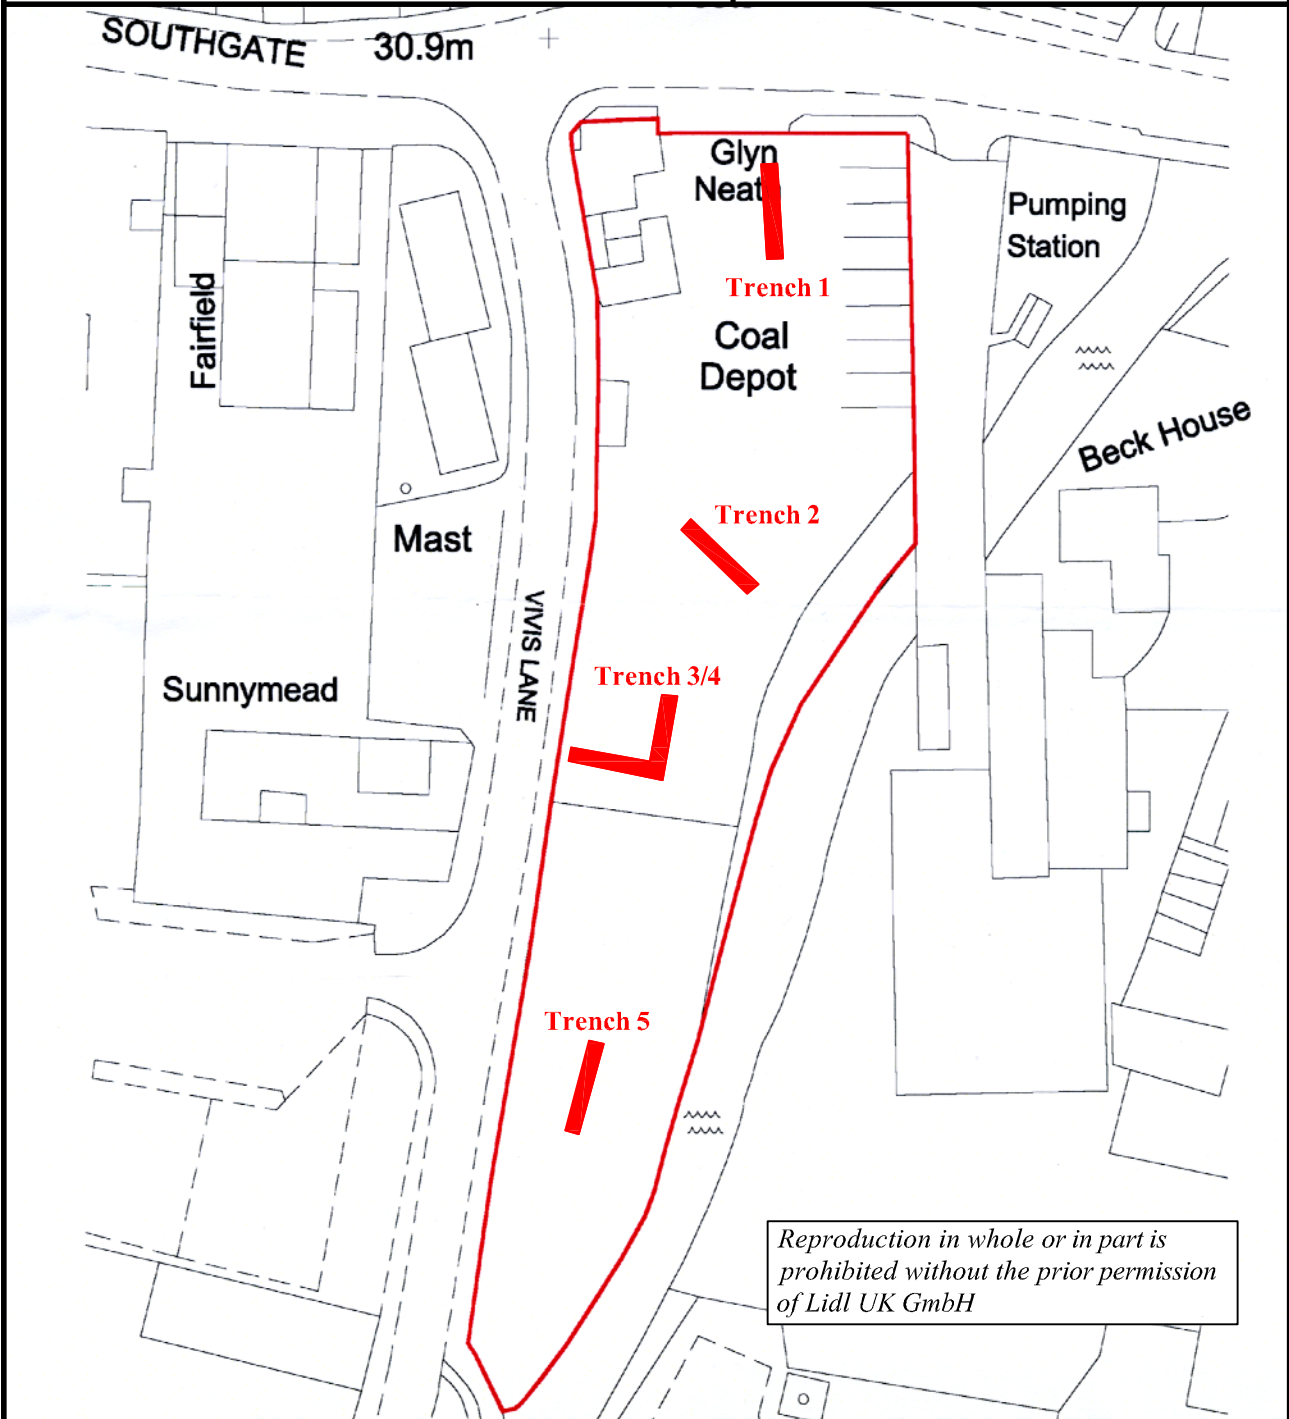 SOUTHGATE
30.9m
Glyn
Neat
Trench 1
Pumping
Station
Fairfield
Coal
Depot
Beck House
Trench 2
Mast
VIVIS LANE
Trench 3/4
Sunnymead
Trench 5
Reproduction in whole or in part is
prohibited without the prior permission
of Lidl UK GmbH